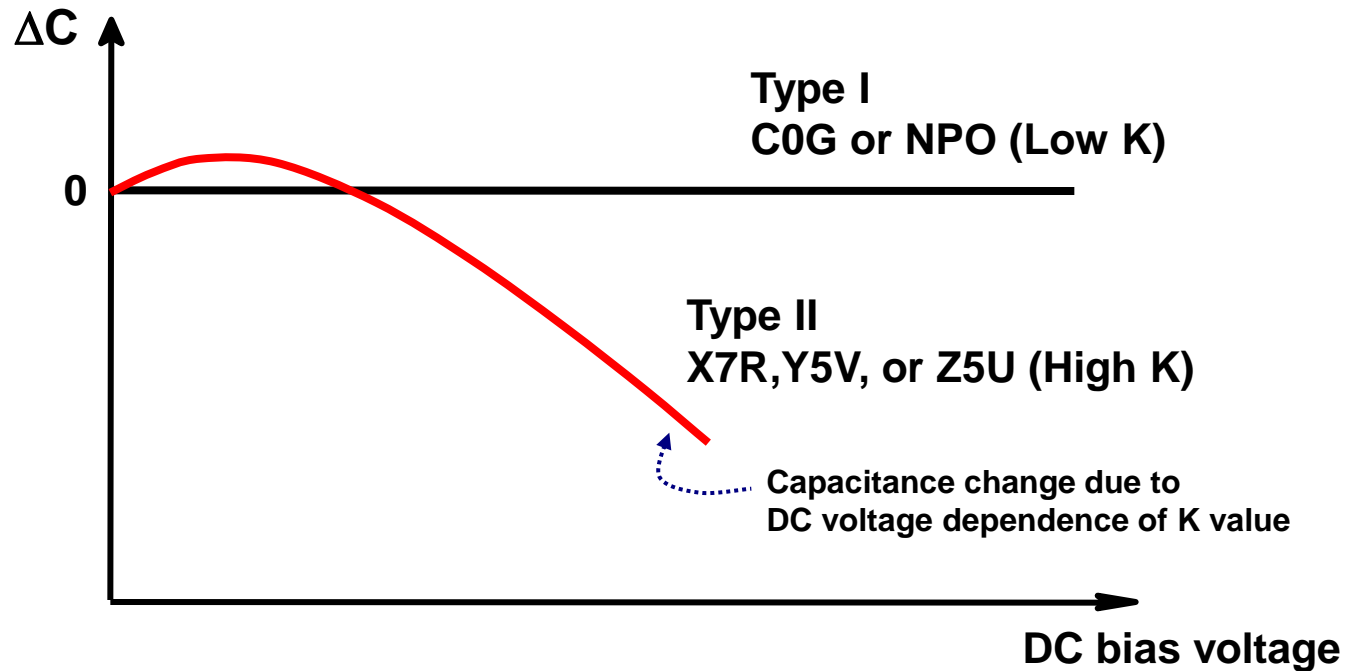 ΔC
Type I
C0G or NPO (Low K)
0
Type II
X7R,Y5V, or Z5U (High K)
Capacitance change due to
DC voltage dependence of K value
DC bias voltage